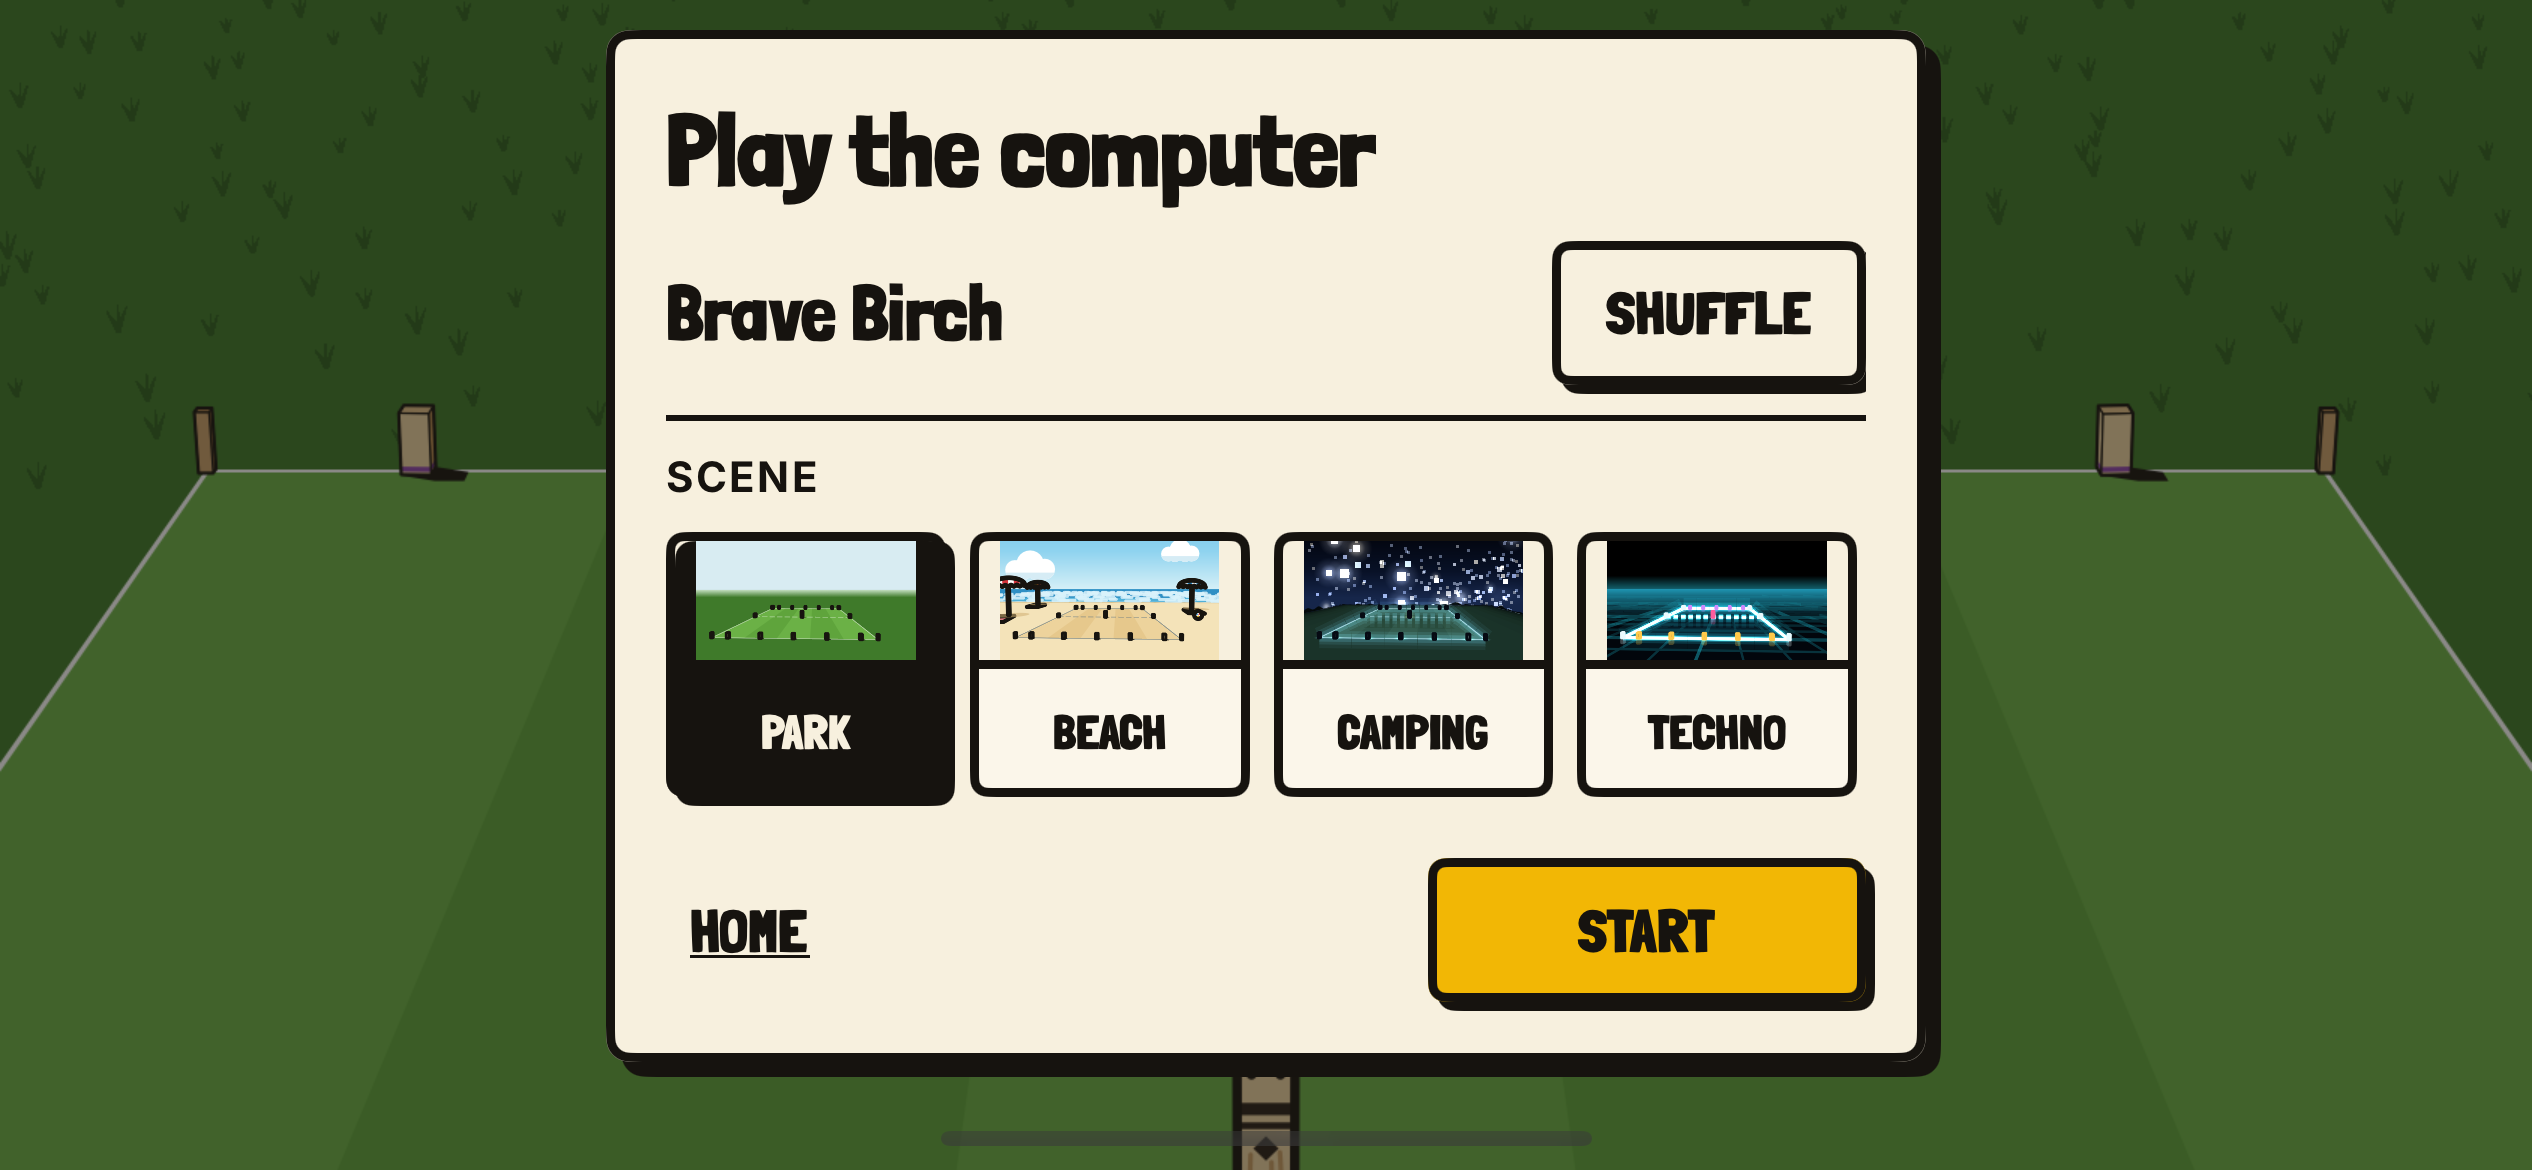 Play the computer
Brave Birch
SHUFFLE
SCENE
PARK
BEACH
CAMPING
TECHNO
HOME
START